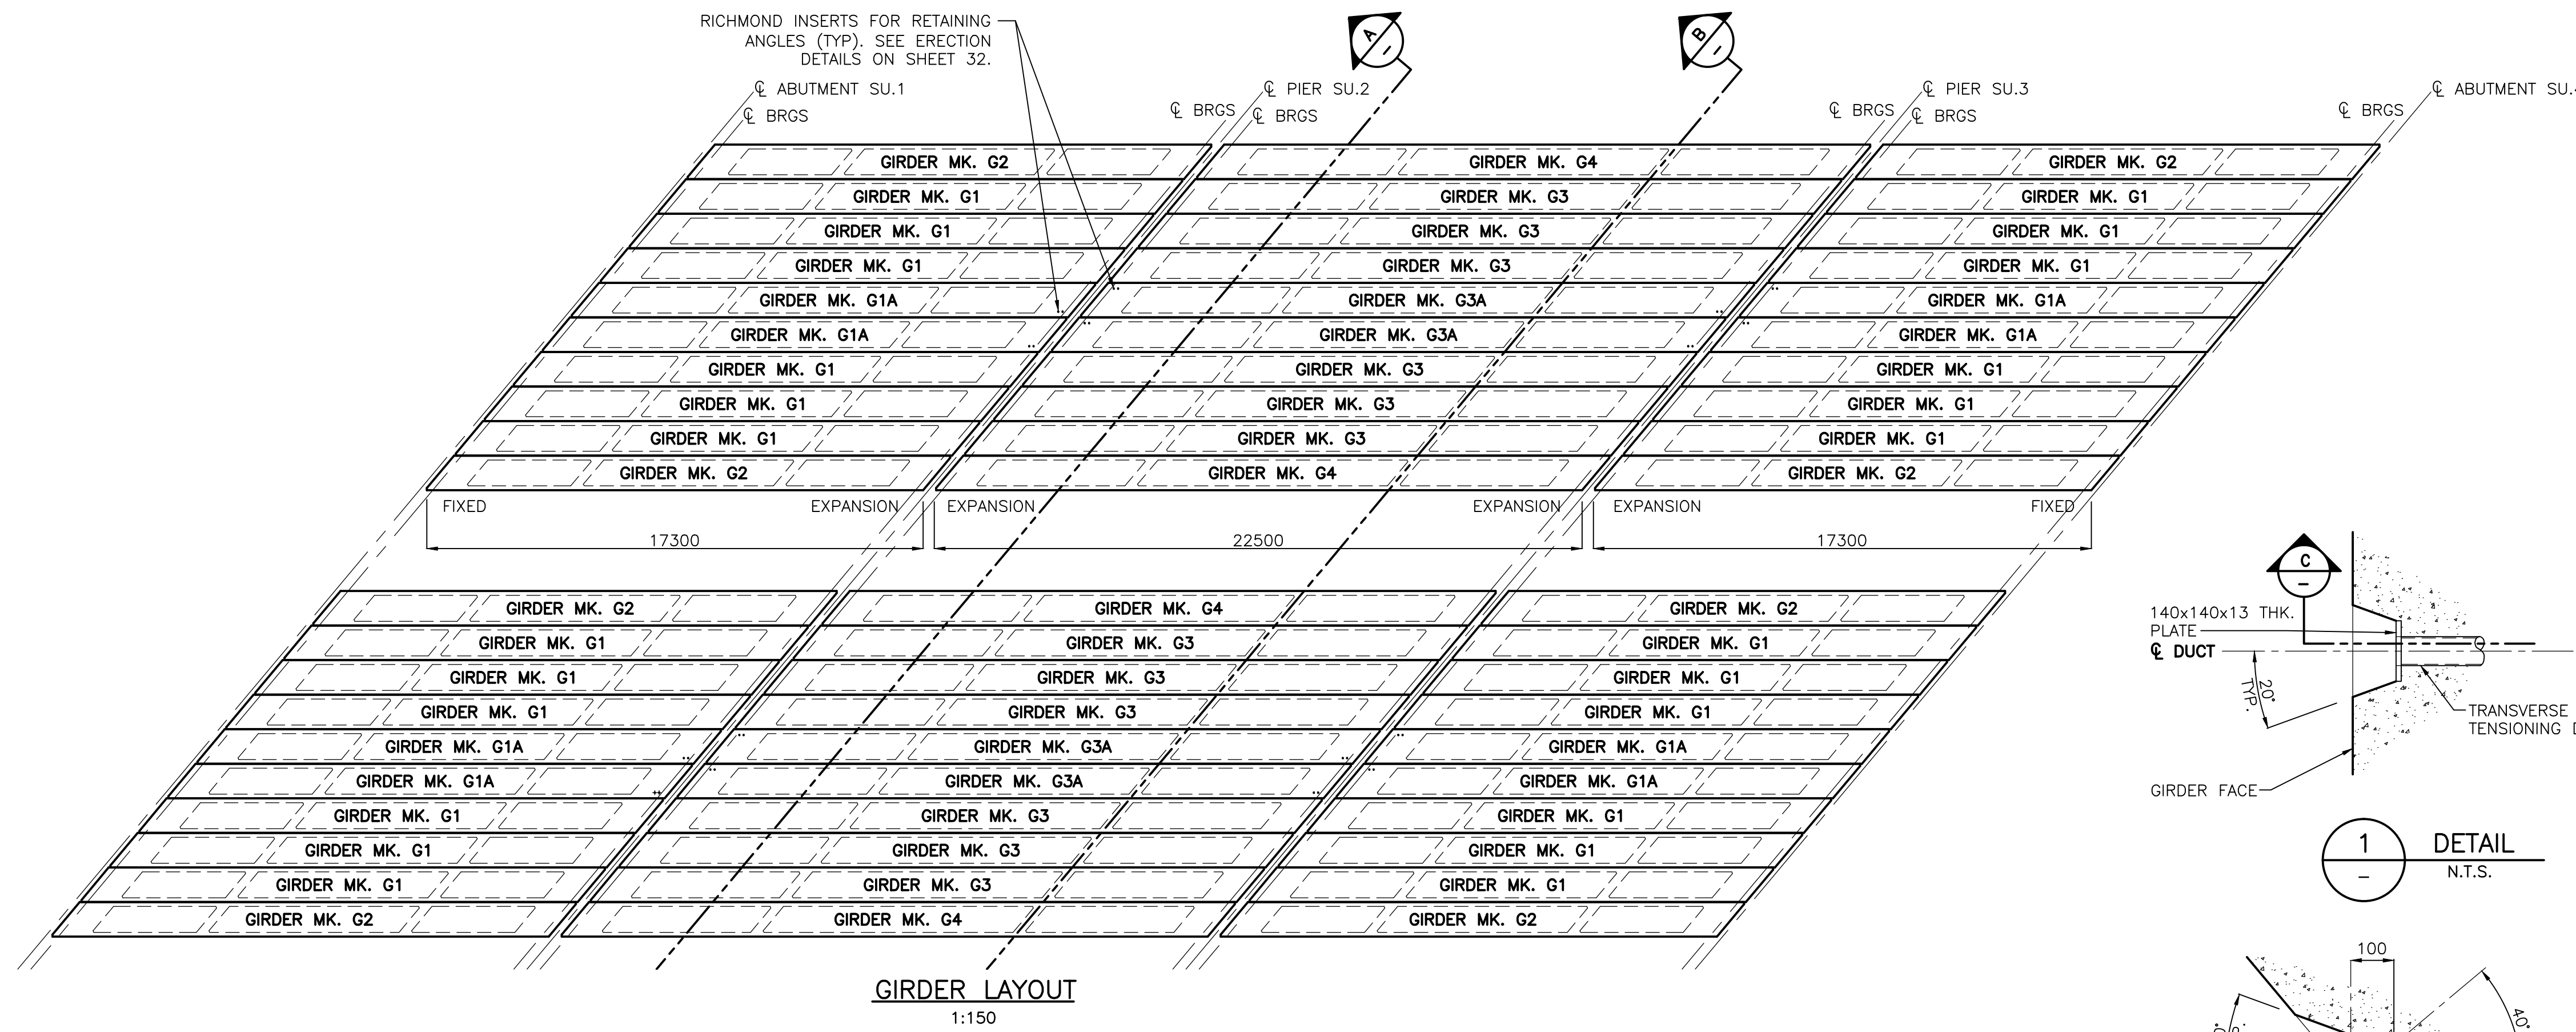 RICHMOND INSERTS FOR RETAINING
ANGLES (TYP). SEE ERECTION
DETAILS ON SHEET 32.
A
–
B
–
℄ ABUTMENT SU.1
℄ BRGS
℄ BRGS
℄ PIER SU.2
℄ BRGS
℄ BRGS
℄ PIER SU.3
℄ BRGS
℄ BRGS
℄ ABUTMENT SU.
GIRDER MK. G2
GIRDER MK. G4
GIRDER MK. G2
GIRDER MK. G1
GIRDER MK. G3
GIRDER MK. G1
GIRDER MK. G1
GIRDER MK. G3
GIRDER MK. G1
GIRDER MK. G1
GIRDER MK. G3
GIRDER MK. G1
GIRDER MK. G1A
GIRDER MK. G3A
GIRDER MK. G1A
GIRDER MK. G1A
GIRDER MK. G3A
GIRDER MK. G1A
GIRDER MK. G1
GIRDER MK. G3
GIRDER MK. G1
GIRDER MK. G1
GIRDER MK. G3
GIRDER MK. G1
GIRDER MK. G1
GIRDER MK. G3
GIRDER MK. G1
GIRDER MK. G2
GIRDER MK. G4
GIRDER MK. G2
FIXED
EXPANSION
EXPANSION
EXPANSION
EXPANSION
FIXED
17300
22500
17300
GIRDER MK. G2
GIRDER MK. G4
GIRDER MK. G2
GIRDER MK. G1
GIRDER MK. G3
GIRDER MK. G1
GIRDER MK. G1
GIRDER MK. G3
GIRDER MK. G1
GIRDER MK. G1
GIRDER MK. G3
GIRDER MK. G1
GIRDER MK. G1A
GIRDER MK. G3A
GIRDER MK. G1A
GIRDER MK. G1A
GIRDER MK. G3A
GIRDER MK. G1A
GIRDER MK. G1
GIRDER MK. G3
GIRDER MK. G1
GIRDER MK. G1
GIRDER MK. G3
GIRDER MK. G1
GIRDER MK. G1
GIRDER MK. G3
GIRDER MK. G1
GIRDER MK. G2
GIRDER MK. G4
GIRDER MK. G2
GIRDER LAYOUT
1:150
C
–
140x140x13 THK.
PLATE
℄ DUCT
20°
TYP.
TRANSVERSE
TENSIONING
GIRDER FACE
1
–
DETAIL
N.T.S.
100
40°